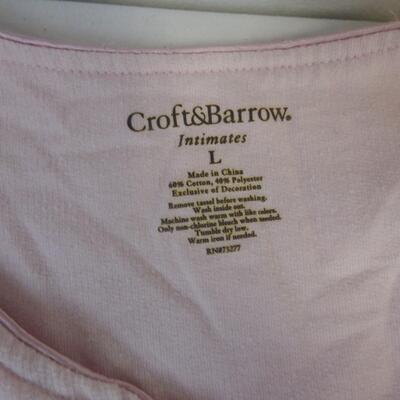 Croft&Barrow®
Intimates
L
Made in China
60% Cotton, 40% Polyester
Exclusive of Decoration
Remove tassel before washing.
Wash inside out.
Machine wash warm with like colors.
Only non-chlorine bleach when needed.
Tumble dry low.
Warm iron if needed.
RN#73277